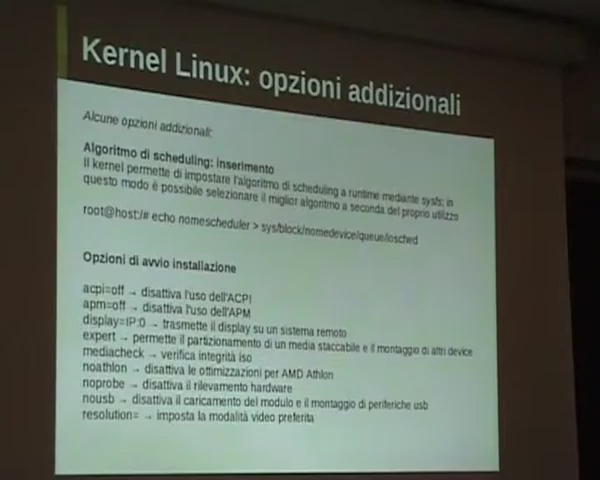 Kernel Linux: opzioni addizionali
Alcune opzioni addizionali:
Algoritmo di scheduling: inserimento
Il kernel permette di impostare l'algoritmo di scheduling a runtime mediante sysfs; in
questo modo è possibile selezionare il miglior algoritmo a seconda del proprio utilizzo
root@host:/# echo nomescheduler > sys/block/nomedevice/queue/iosched
Opzioni di avvio installazione
acpi=off → disattiva l'uso dell'ACPI
apm=off → disattiva l'uso dell'APM
display=IP:0 → trasmette il display su un sistema remoto
expert → permette il partizionamento di un media staccabile e il montaggio di altri device
mediacheck → verifica integrità iso
noathlon → disattiva le ottimizzazioni per AMD Athlon
noprobe → disattiva il rilevamento hardware
nousb → disattiva il caricamento del modulo e il montaggio di periferiche usb
resolution= → imposta la modalità video preferita